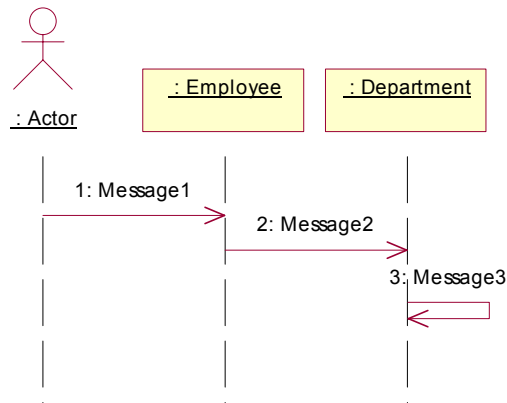 : Employee
: Department
: Actor
1: Message1
2: Message2
3: Message3